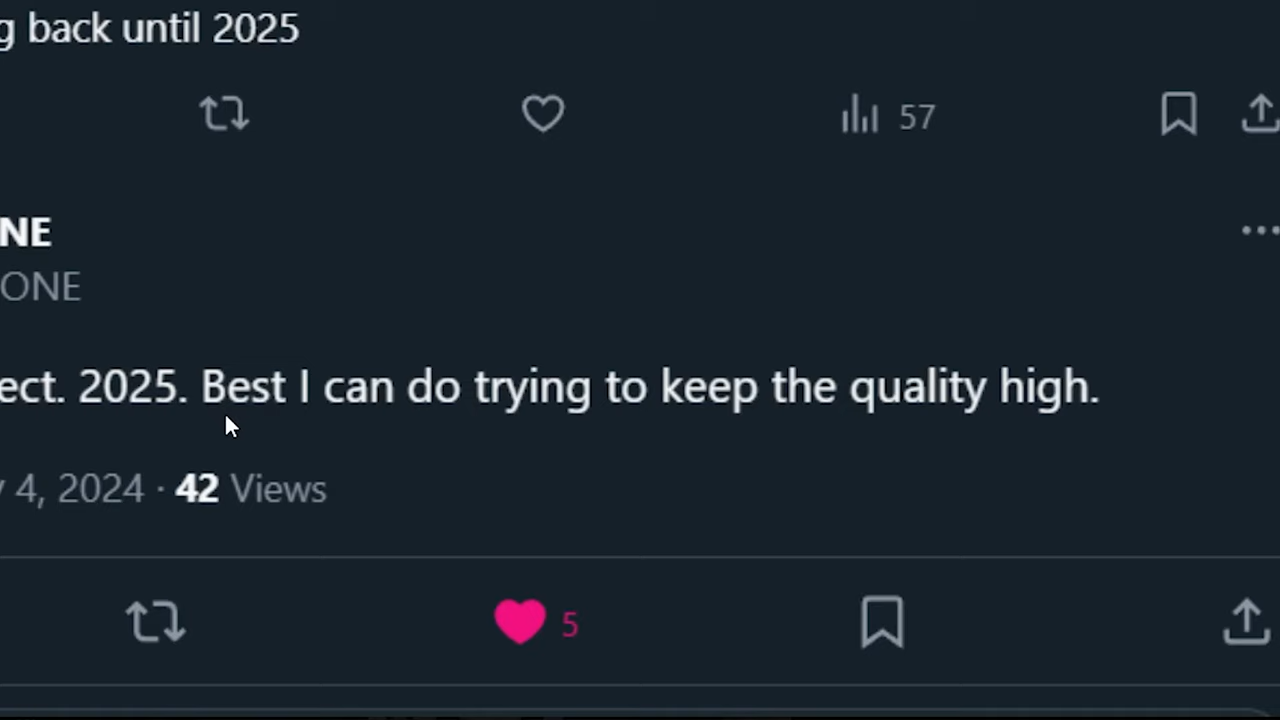 g back until 2025
57
NE
ONE
ect. 2025. Best I can do trying to keep the quality high.
4, 2024 · 42 Views
5